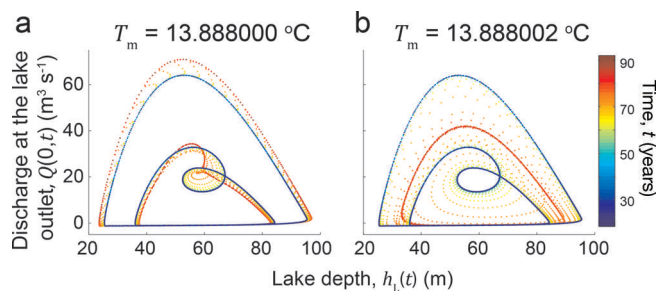 a
T_m = 13.888000 °C
b
T_m = 13.888002 °C
Discharge at the lake
outlet, Q(0,t) (m³ s⁻¹)
60
40
20
0
20 40 60 80 100
20 40 60 80 100
Lake depth, h_L(t) (m)
90
70
50
30
Time, t (years)